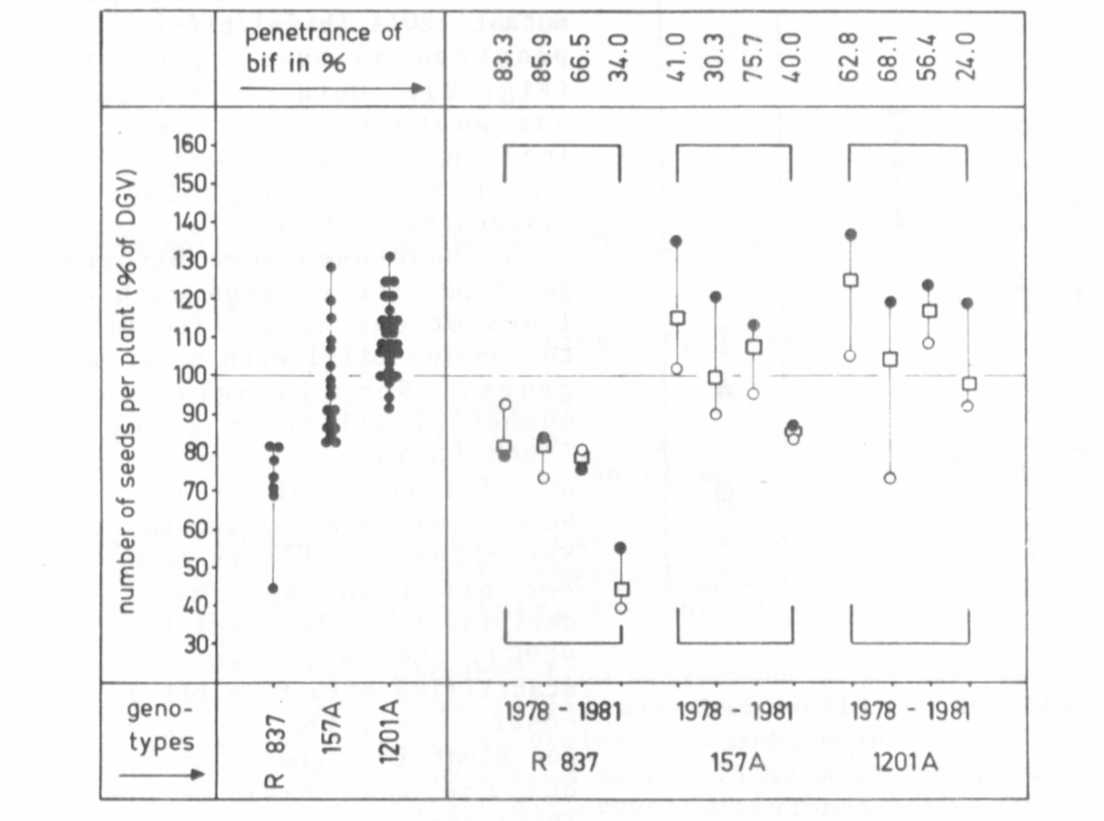 penetrance of
bif in %
83.3
85.9
66.5
34.0
41.0
30.3
75.7
40.0
62.8
68.1
56.4
24.0
number of seeds per plant (% of DGV)
160
150
140
130
120
110
100
90
80
70
60
50
40
30
geno-
types
R 837
157A
1201A
1978 - 1981
1978 - 1981
1978 - 1981
R 837
157A
1201A